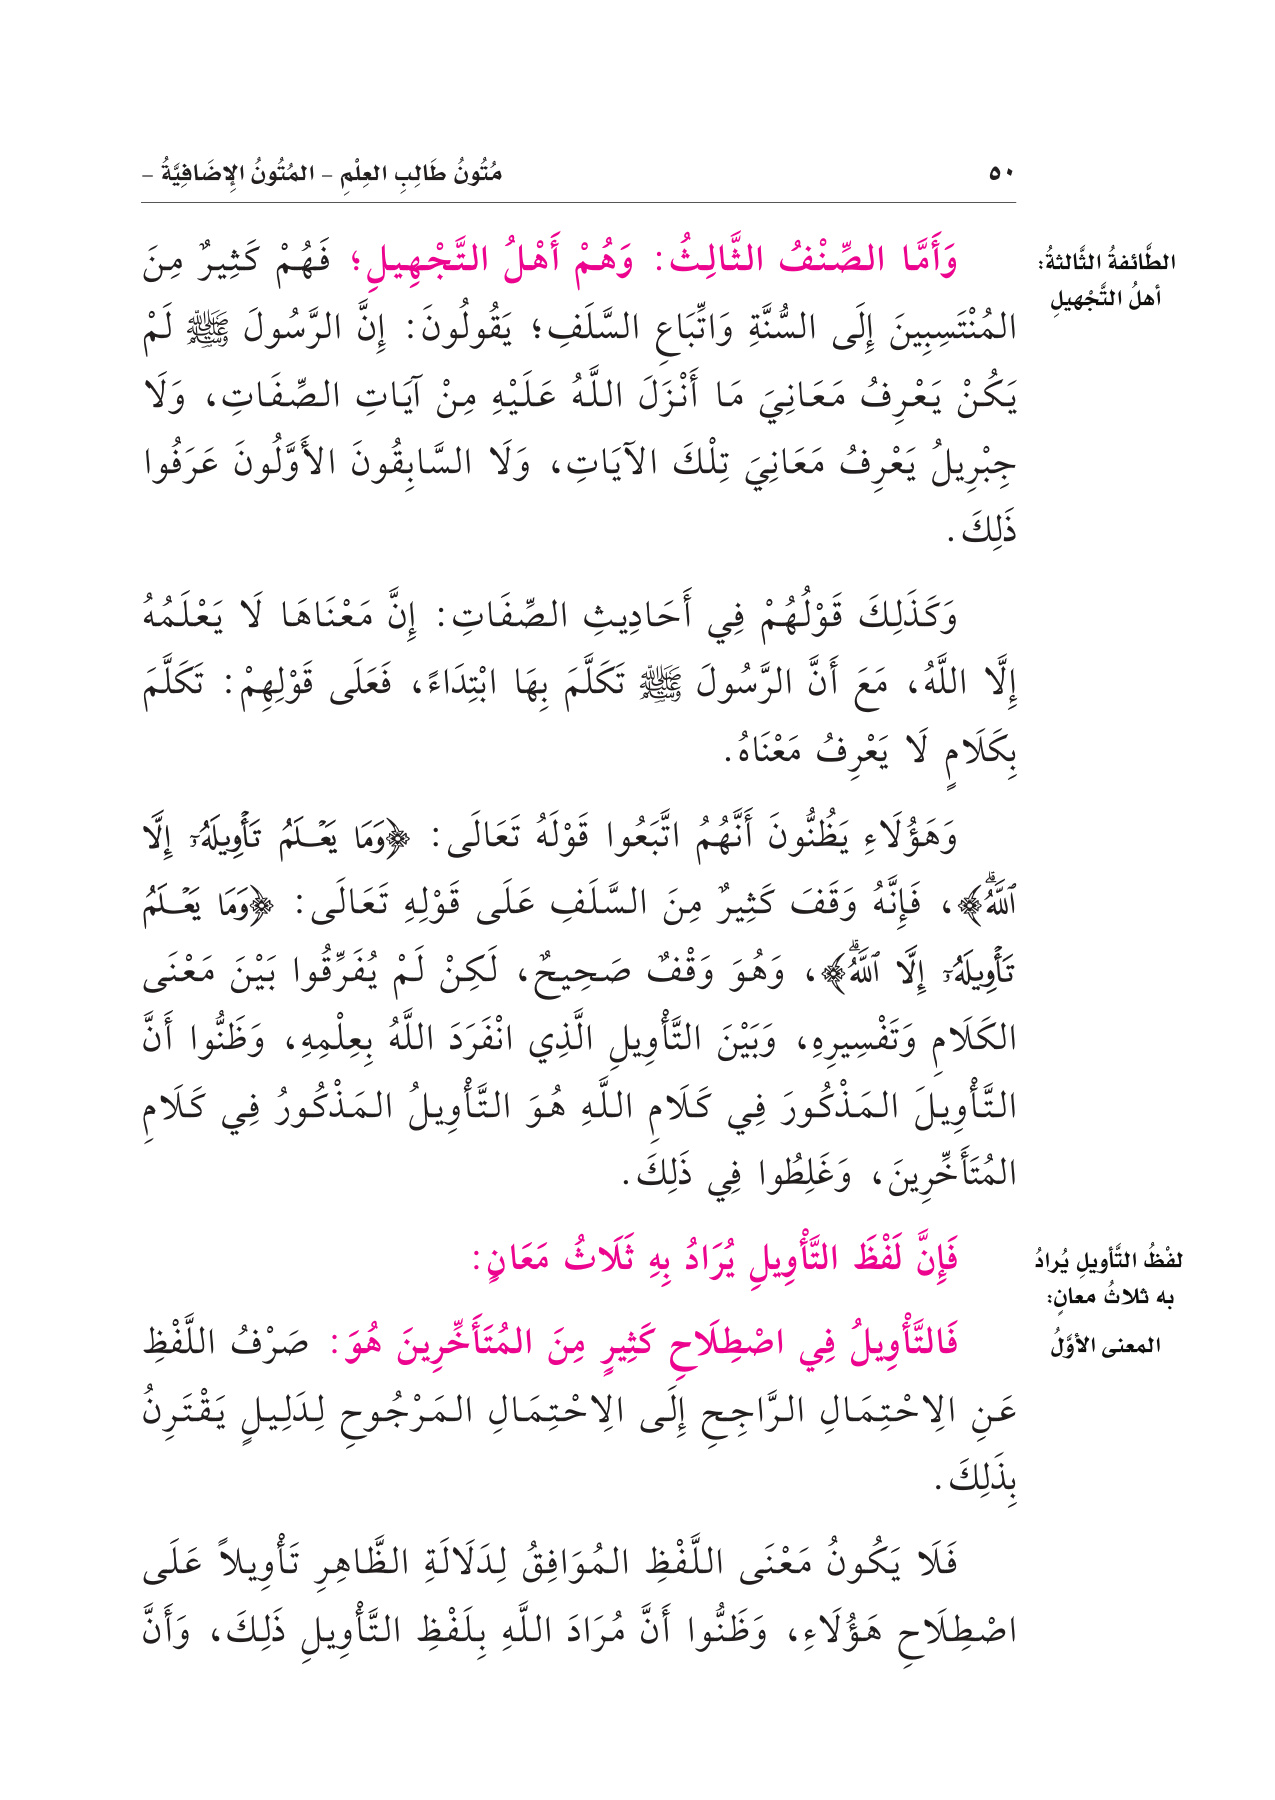 ٥٠
مُتُونُ طَالِبِ العِلْمِ – المُتُونُ الإِضَافِيَّةُ –
الطَّائفةُ الثَّالثةُ:
أهلُ التَّجْهيلِ
وَأَمَّا الصِّنْفُ الثَّالِثُ: وَهُمْ أَهْلُ التَّجْهِيلِ؛ فَهُمْ كَثِيرٌ مِنَ
المُنْتَسِبِينَ إِلَى السُّنَّةِ وَاتِّبَاعِ السَّلَفِ؛ يَقُولُونَ: إِنَّ الرَّسُولَ ﷺ لَمْ
يَكُنْ يَعْرِفُ مَعَانِيَ مَا أَنْزَلَ اللَّهُ عَلَيْهِ مِنْ آيَاتِ الصِّفَاتِ، وَلَا
جِبْرِيلُ يَعْرِفُ مَعَانِيَ تِلْكَ الآيَاتِ، وَلَا السَّابِقُونَ الأَوَّلُونَ عَرَفُوا
ذَلِكَ.
وَكَذَلِكَ قَوْلُهُمْ فِي أَحَادِيثِ الصِّفَاتِ: إِنَّ مَعْنَاهَا لَا يَعْلَمُهُ
إِلَّا اللَّهُ، مَعَ أَنَّ الرَّسُولَ ﷺ تَكَلَّمَ بِهَا ابْتِدَاءً، فَعَلَى قَوْلِهِمْ: تَكَلَّمَ
بِكَلَامٍ لَا يَعْرِفُ مَعْنَاهُ.
وَهَؤُلَاءِ يَظُنُّونَ أَنَّهُمُ اتَّبَعُوا قَوْلَهُ تَعَالَى: ﴿وَمَا يَعۡلَمُ تَأۡوِيلَهُۥٓ إِلَّا
ٱللَّهُۗ﴾، فَإِنَّهُ وَقَفَ كَثِيرٌ مِنَ السَّلَفِ عَلَى قَوْلِهِ تَعَالَى: ﴿وَمَا يَعۡلَمُ
تَأۡوِيلَهُۥٓ إِلَّا ٱللَّهُۗ﴾، وَهُوَ وَقْفٌ صَحِيحٌ، لَكِنْ لَمْ يُفَرِّقُوا بَيْنَ مَعْنَى
الكَلَامِ وَتَفْسِيرِهِ، وَبَيْنَ التَّأْوِيلِ الَّذِي انْفَرَدَ اللَّهُ بِعِلْمِهِ، وَظَنُّوا أَنَّ
التَّأْوِيلَ المَذْكُورَ فِي كَلَامِ اللَّهِ هُوَ التَّأْوِيلُ المَذْكُورُ فِي كَلَامِ
المُتَأَخِّرِينَ، وَغَلِطُوا فِي ذَلِكَ.
لفْظُ التَّأويلِ يُرادُ
به ثلاثُ معانٍ:
فَإِنَّ لَفْظَ التَّأْوِيلِ يُرَادُ بِهِ ثَلَاثُ مَعَانٍ:
المعنى الأوَّلُ
فَالتَّأْوِيلُ فِي اصْطِلَاحِ كَثِيرٍ مِنَ المُتَأَخِّرِينَ هُوَ: صَرْفُ اللَّفْظِ
عَنِ الِاحْتِمَالِ الرَّاجِحِ إِلَى الِاحْتِمَالِ المَرْجُوحِ لِدَلِيلٍ يَقْتَرِنُ
بِذَلِكَ.
فَلَا يَكُونُ مَعْنَى اللَّفْظِ المُوَافِقُ لِدَلَالَةِ الظَّاهِرِ تَأْوِيلاً عَلَى
اصْطِلَاحِ هَؤُلَاءِ، وَظَنُّوا أَنَّ مُرَادَ اللَّهِ بِلَفْظِ التَّأْوِيلِ ذَلِكَ، وَأَنَّ